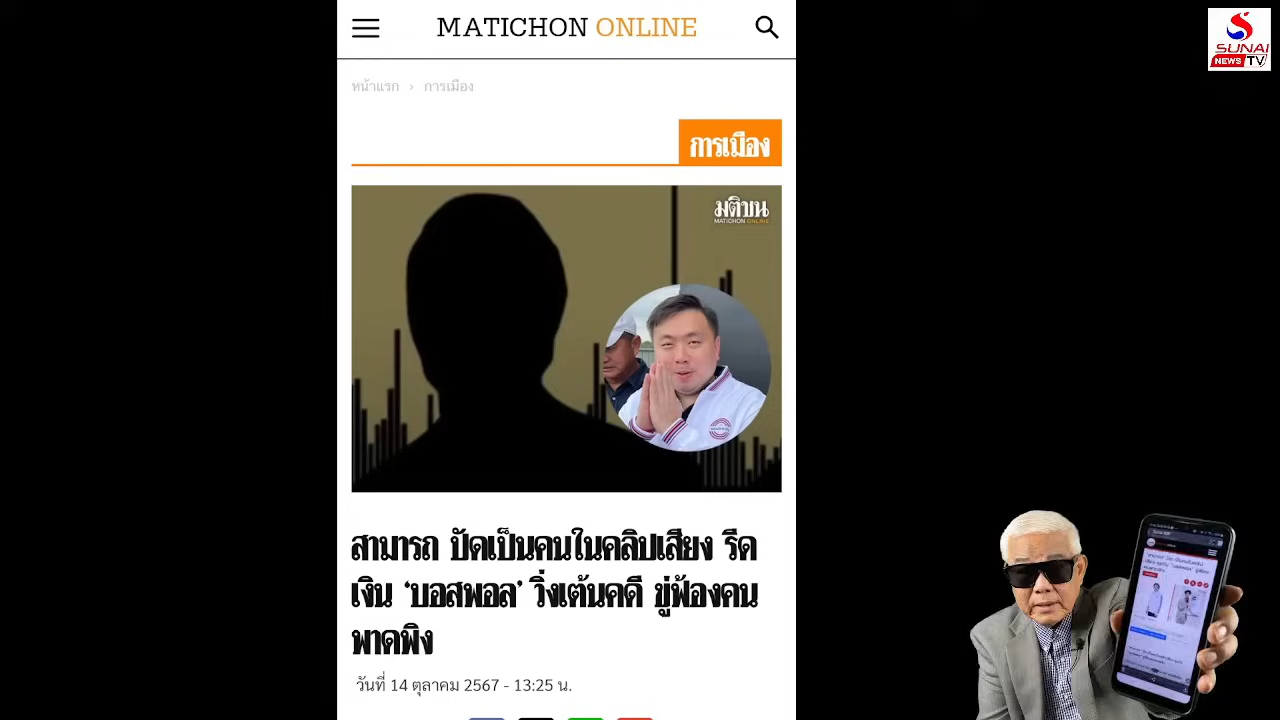 MATICHON ONLINE
SUNAI
NEWS TV
หน้าแรก › การเมือง
การเมือง
มติชน
MATICHON ONLINE
สามารถ ปัดเป็นคนในคลิปเสียง รีด
เงิน ‘บอสพอล’ วิ่งเต้นคดี ขู่ฟ้องคน
พาดพิง
วันที่ 14 ตุลาคม 2567 - 13:25 น.